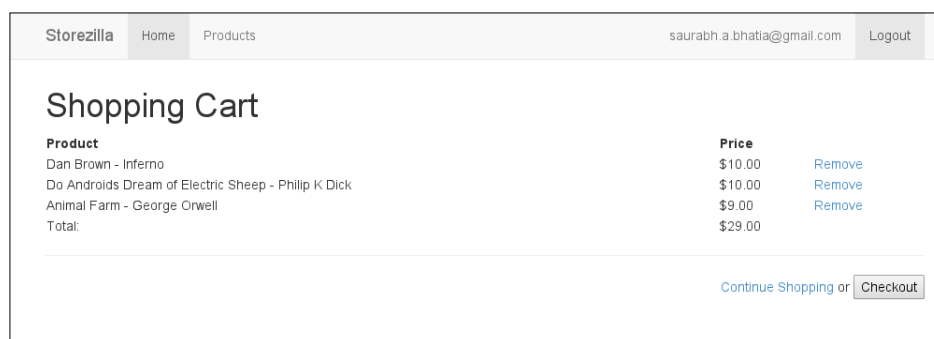 Storezilla Home Products saurabh.a.bhatia@gmail.com Logout
Shopping Cart
Product Price
Dan Brown - Inferno $10.00 Remove
Do Androids Dream of Electric Sheep - Philip K Dick $10.00 Remove
Animal Farm - George Orwell $9.00 Remove
Total: $29.00
Continue Shopping or Checkout